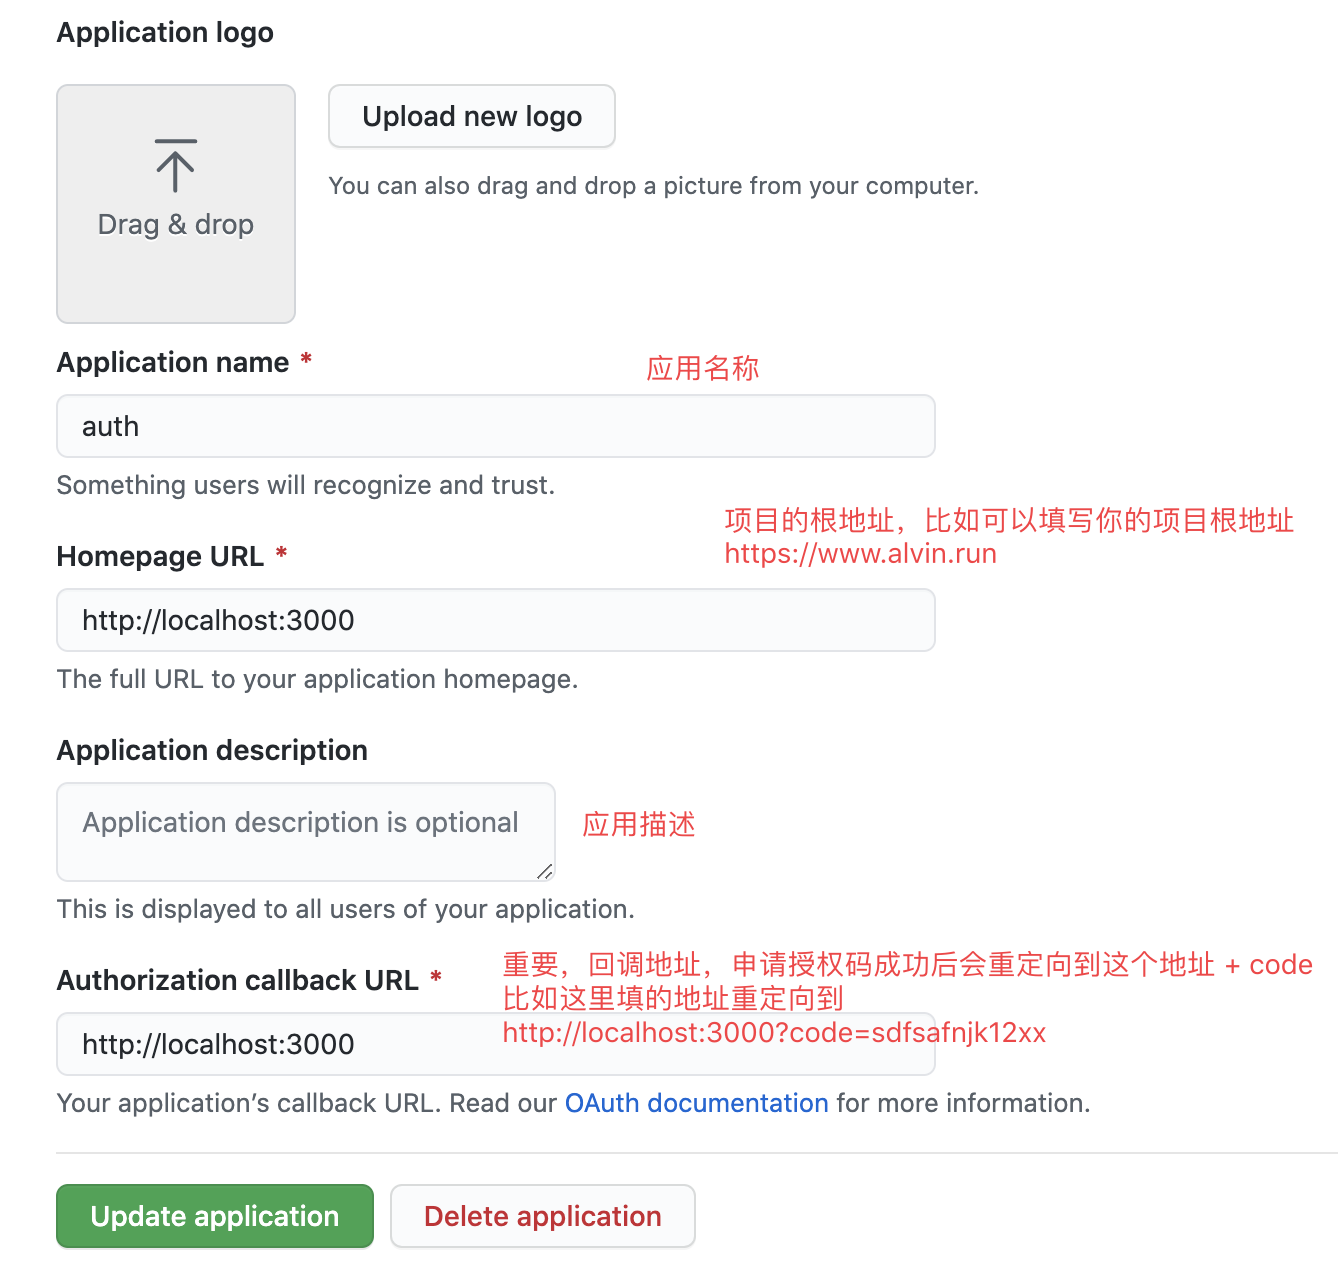 Application logo
Upload new logo
Drag & drop
You can also drag and drop a picture from your computer.
Application name *
应用名称
auth
Something users will recognize and trust.
项目的根地址，比如可以填写你的项目根地址
https://www.alvin.run
Homepage URL *
http://localhost:3000
The full URL to your application homepage.
Application description
Application description is optional
应用描述
This is displayed to all users of your application.
重要，回调地址，申请授权码成功后会重定向到这个地址 + code
比如这里填的地址重定向到
http://localhost:3000?code=sdfsafnjk12xx
Authorization callback URL *
http://localhost:3000
Your application’s callback URL. Read our OAuth documentation for more information.
Update application
Delete application